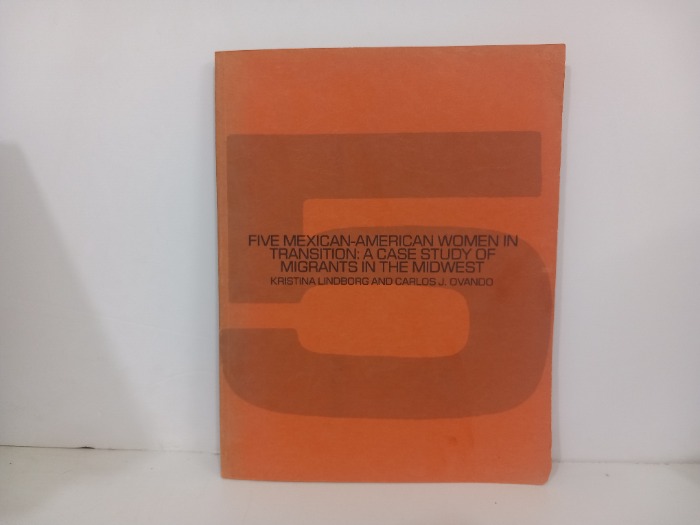 5
FIVE MEXICAN-AMERICAN WOMEN IN
TRANSITION: A CASE STUDY OF
MIGRANTS IN THE MIDWEST
KRISTINA LINDBORG AND CARLOS J. OVANDO